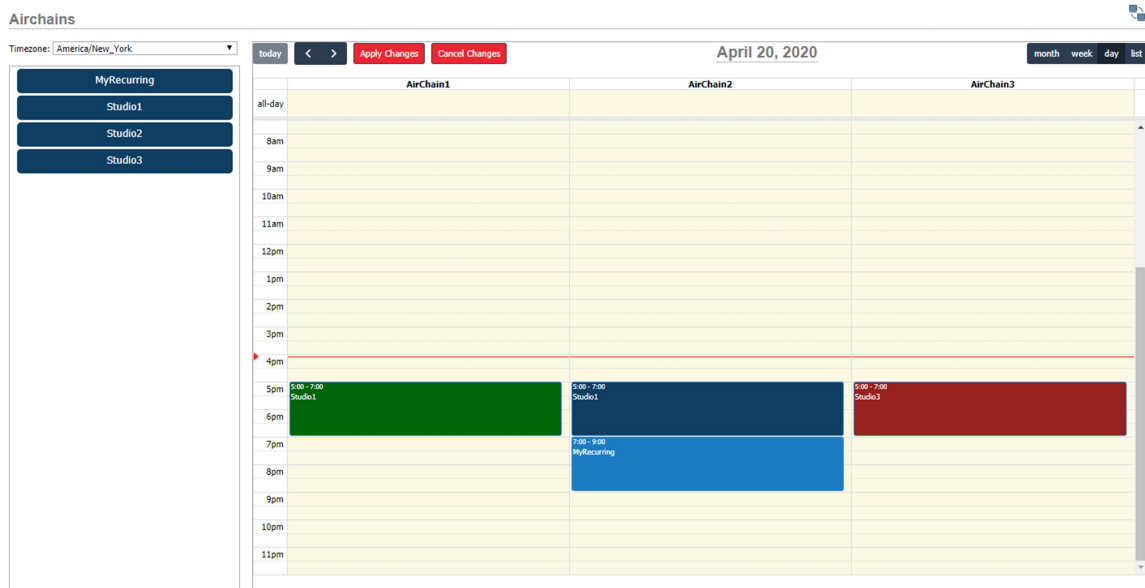 Airchains
Timezone: America/New_York
MyRecurring
Studio1
Studio2
Studio3
today Apply Changes Cancel Changes April 20, 2020 month week day list
AirChain1 AirChain2 AirChain3
all-day
8am
9am
10am
11am
12pm
1pm
2pm
3pm
4pm
5pm
5:00 - 7:00 5:00 - 7:00 5:00 - 7:00
Studio1 Studio1 Studio3
6pm
7pm
7:00 - 9:00
MyRecurring
8pm
9pm
10pm
11pm